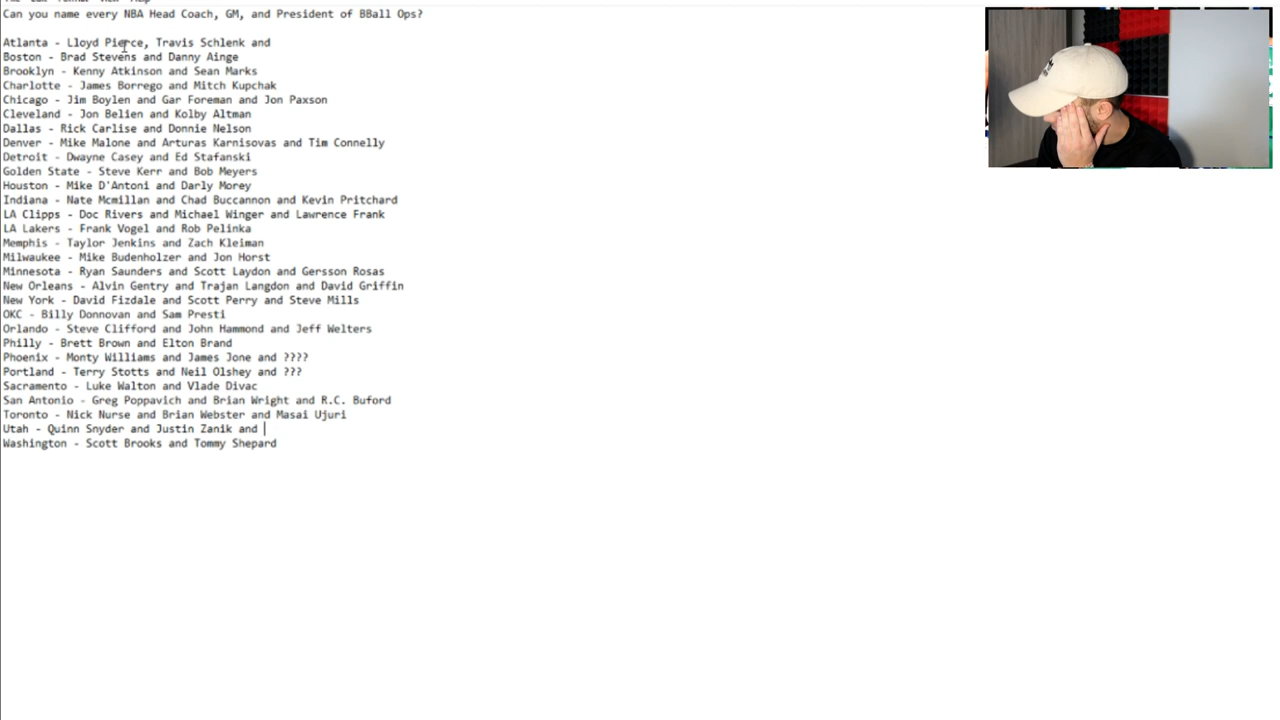 Can you name every NBA Head Coach, GM, and President of BBall Ops?
Atlanta - Lloyd Pierce, Travis Schlenk and
Boston - Brad Stevens and Danny Ainge
Brooklyn - Kenny Atkinson and Sean Marks
Charlotte - James Borrego and Mitch Kupchak
Chicago - Jim Boylen and Gar Foreman and Jon Paxson
Cleveland - Jon Belien and Kolby Altman
Dallas - Rick Carlise and Donnie Nelson
Denver - Mike Malone and Arturas Karnisovas and Tim Connelly
Detroit - Dwayne Casey and Ed Stafanski
Golden State - Steve Kerr and Bob Meyers
Houston - Mike D'Antoni and Darly Morey
Indiana - Nate Mcmillan and Chad Buccannon and Kevin Pritchard
LA Clipps - Doc Rivers and Michael Winger and Lawrence Frank
LA Lakers - Frank Vogel and Rob Pelinka
Memphis - Taylor Jenkins and Zach Kleiman
Milwaukee - Mike Budenholzer and Jon Horst
Minnesota - Ryan Saunders and Scott Laydon and Gersson Rosas
New Orleans - Alvin Gentry and Trajan Langdon and David Griffin
New York - David Fizdale and Scott Perry and Steve Mills
OKC - Billy Donnovan and Sam Presti
Orlando - Steve Clifford and John Hammond and Jeff Welters
Philly - Brett Brown and Elton Brand
Phoenix - Monty Williams and James Jone and ????
Portland - Terry Stotts and Neil Olshey and ???
Sacramento - Luke Walton and Vlade Divac
San Antonio - Greg Poppavich and Brian Wright and R.C. Buford
Toronto - Nick Nurse and Brian Webster and Masai Ujuri
Utah - Quinn Snyder and Justin Zanik and
Washington - Scott Brooks and Tommy Shepard